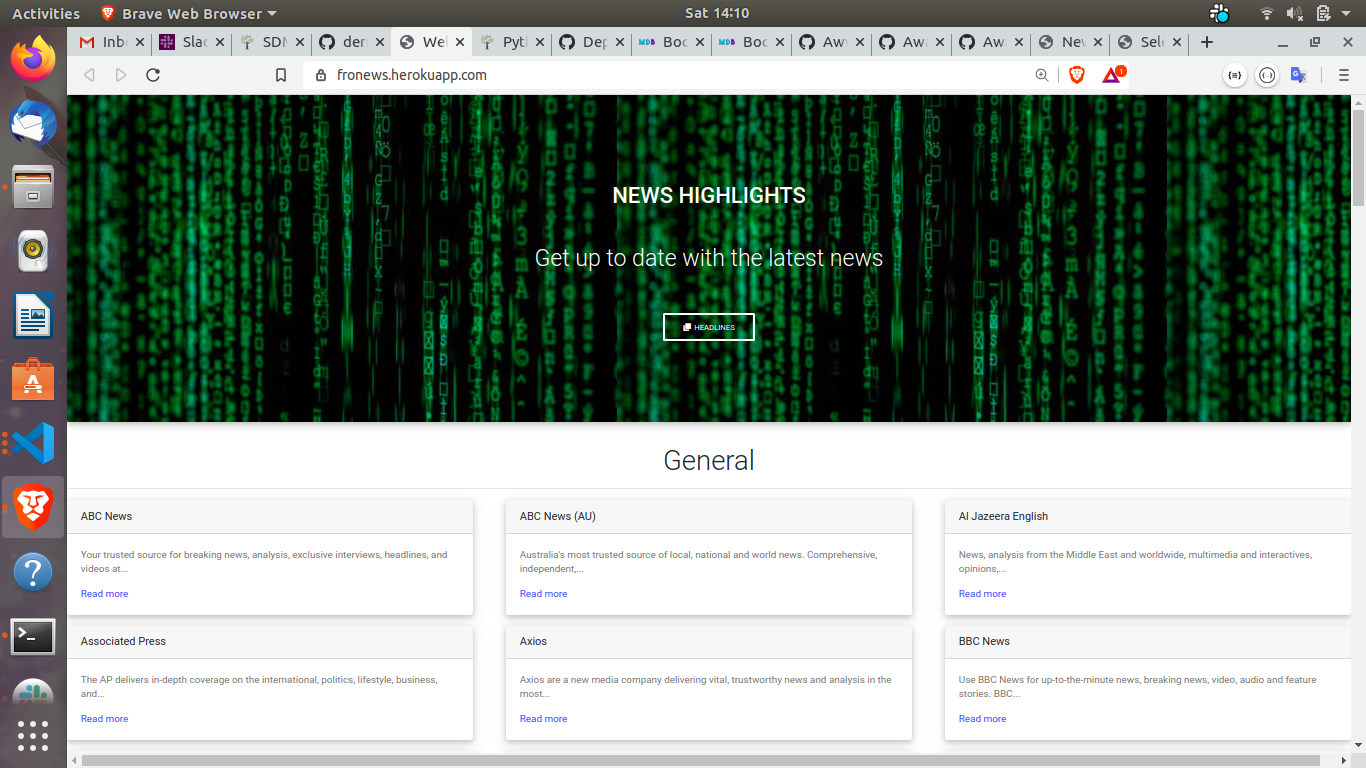 Activities Brave Web Browser Sat 14:10
Inb Slac SDM der Wel Pyt Dep Boo Boo Aw Awa Awa Nev Sele
fronews.herokuapp.com 1
NEWS HIGHLIGHTS
Get up to date with the latest news
HEADLINES
General
ABC News
Your trusted source for breaking news, analysis, exclusive interviews, headlines, and
videos at...
Read more
ABC News (AU)
Australia's most trusted source of local, national and world news. Comprehensive,
independent,...
Read more
Al Jazeera English
News, analysis from the Middle East and worldwide, multimedia and interactives,
opinions,...
Read more
Associated Press
The AP delivers in-depth coverage on the international, politics, lifestyle, business,
and...
Read more
Axios
Axios are a new media company delivering vital, trustworthy news and analysis in the
most...
Read more
BBC News
Use BBC News for up-to-the-minute news, breaking news, video, audio and feature
stories. BBC...
Read more